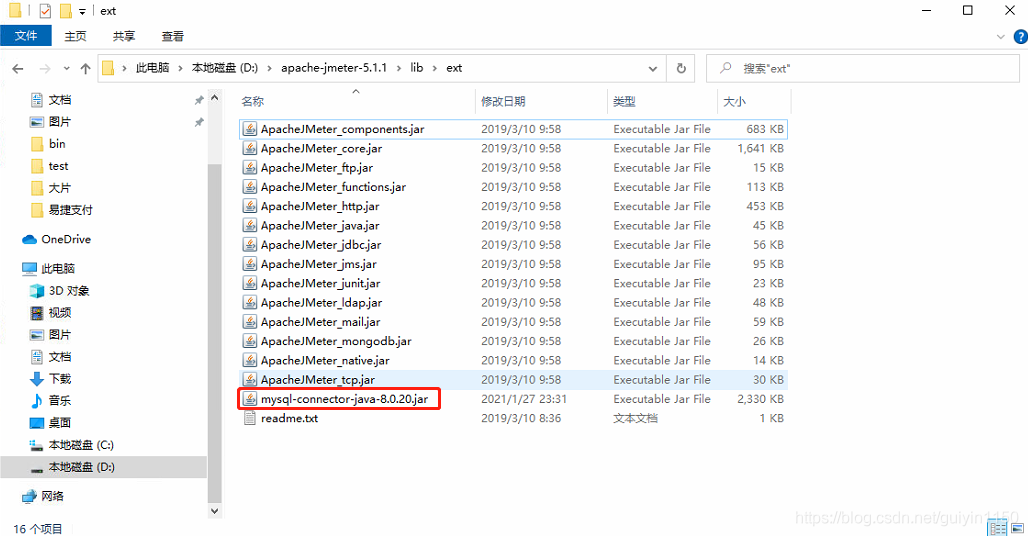 ext
文件 主页 共享 查看
此电脑 本地磁盘 (D:) apache-jmeter-5.1.1 lib ext 搜索"ext"
文档
图片
bin
test
大片
易捷支付
OneDrive
此电脑
3D 对象
视频
图片
文档
下载
音乐
桌面
本地磁盘 (C:)
本地磁盘 (D:)
网络
名称 修改日期 类型 大小
ApacheJMeter_components.jar 2019/3/10 9:58 Executable Jar File 683 KB
ApacheJMeter_core.jar 2019/3/10 9:58 Executable Jar File 1,641 KB
ApacheJMeter_ftp.jar 2019/3/10 9:58 Executable Jar File 15 KB
ApacheJMeter_functions.jar 2019/3/10 9:58 Executable Jar File 113 KB
ApacheJMeter_http.jar 2019/3/10 9:58 Executable Jar File 453 KB
ApacheJMeter_java.jar 2019/3/10 9:58 Executable Jar File 45 KB
ApacheJMeter_jdbc.jar 2019/3/10 9:58 Executable Jar File 56 KB
ApacheJMeter_jms.jar 2019/3/10 9:58 Executable Jar File 95 KB
ApacheJMeter_junit.jar 2019/3/10 9:58 Executable Jar File 23 KB
ApacheJMeter_ldap.jar 2019/3/10 9:58 Executable Jar File 48 KB
ApacheJMeter_mail.jar 2019/3/10 9:58 Executable Jar File 59 KB
ApacheJMeter_mongodb.jar 2019/3/10 9:58 Executable Jar File 26 KB
ApacheJMeter_native.jar 2019/3/10 9:58 Executable Jar File 14 KB
ApacheJMeter_tcp.jar 2019/3/10 9:58 Executable Jar File 30 KB
mysql-connector-java-8.0.20.jar 2021/1/27 23:31 Executable Jar File 2,330 KB
readme.txt 2019/3/10 8:36 文本文档 1 KB
16 个项目